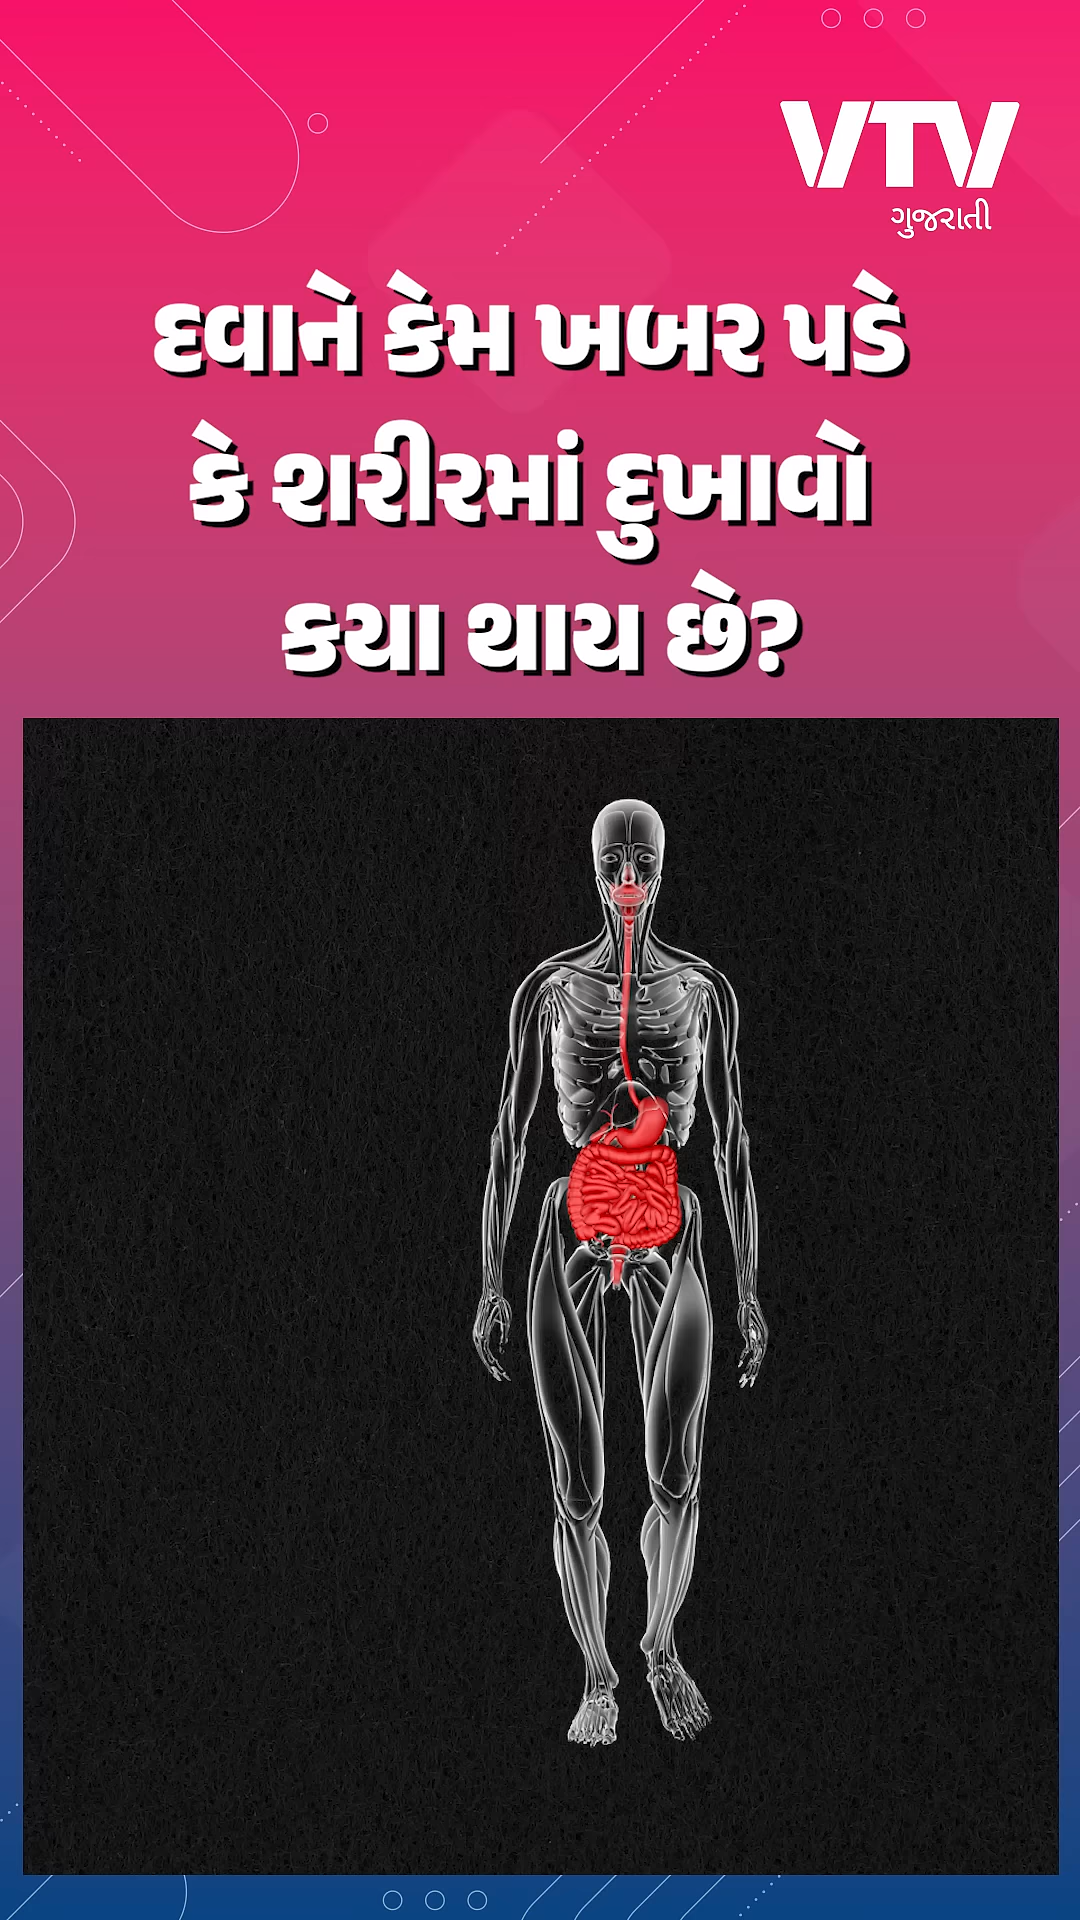 VTV
ગુજરાતી
દવાને કેમ ખબર પડે
કે શરીરમાં દુખાવો
કયા થાય છે?